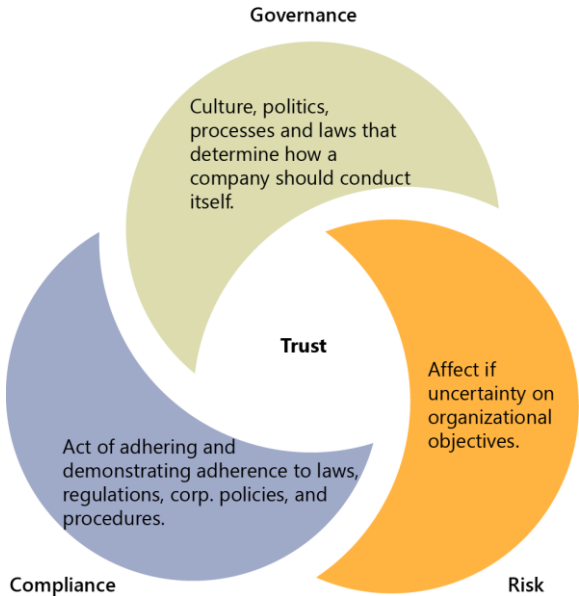 Governance
Culture, politics,
processes and laws that
determine how a
company should conduct
itself.
Trust
Affect if
uncertainty on
organizational
objectives.
Act of adhering and
demonstrating adherence to laws,
regulations, corp. policies, and
procedures.
Compliance
Risk